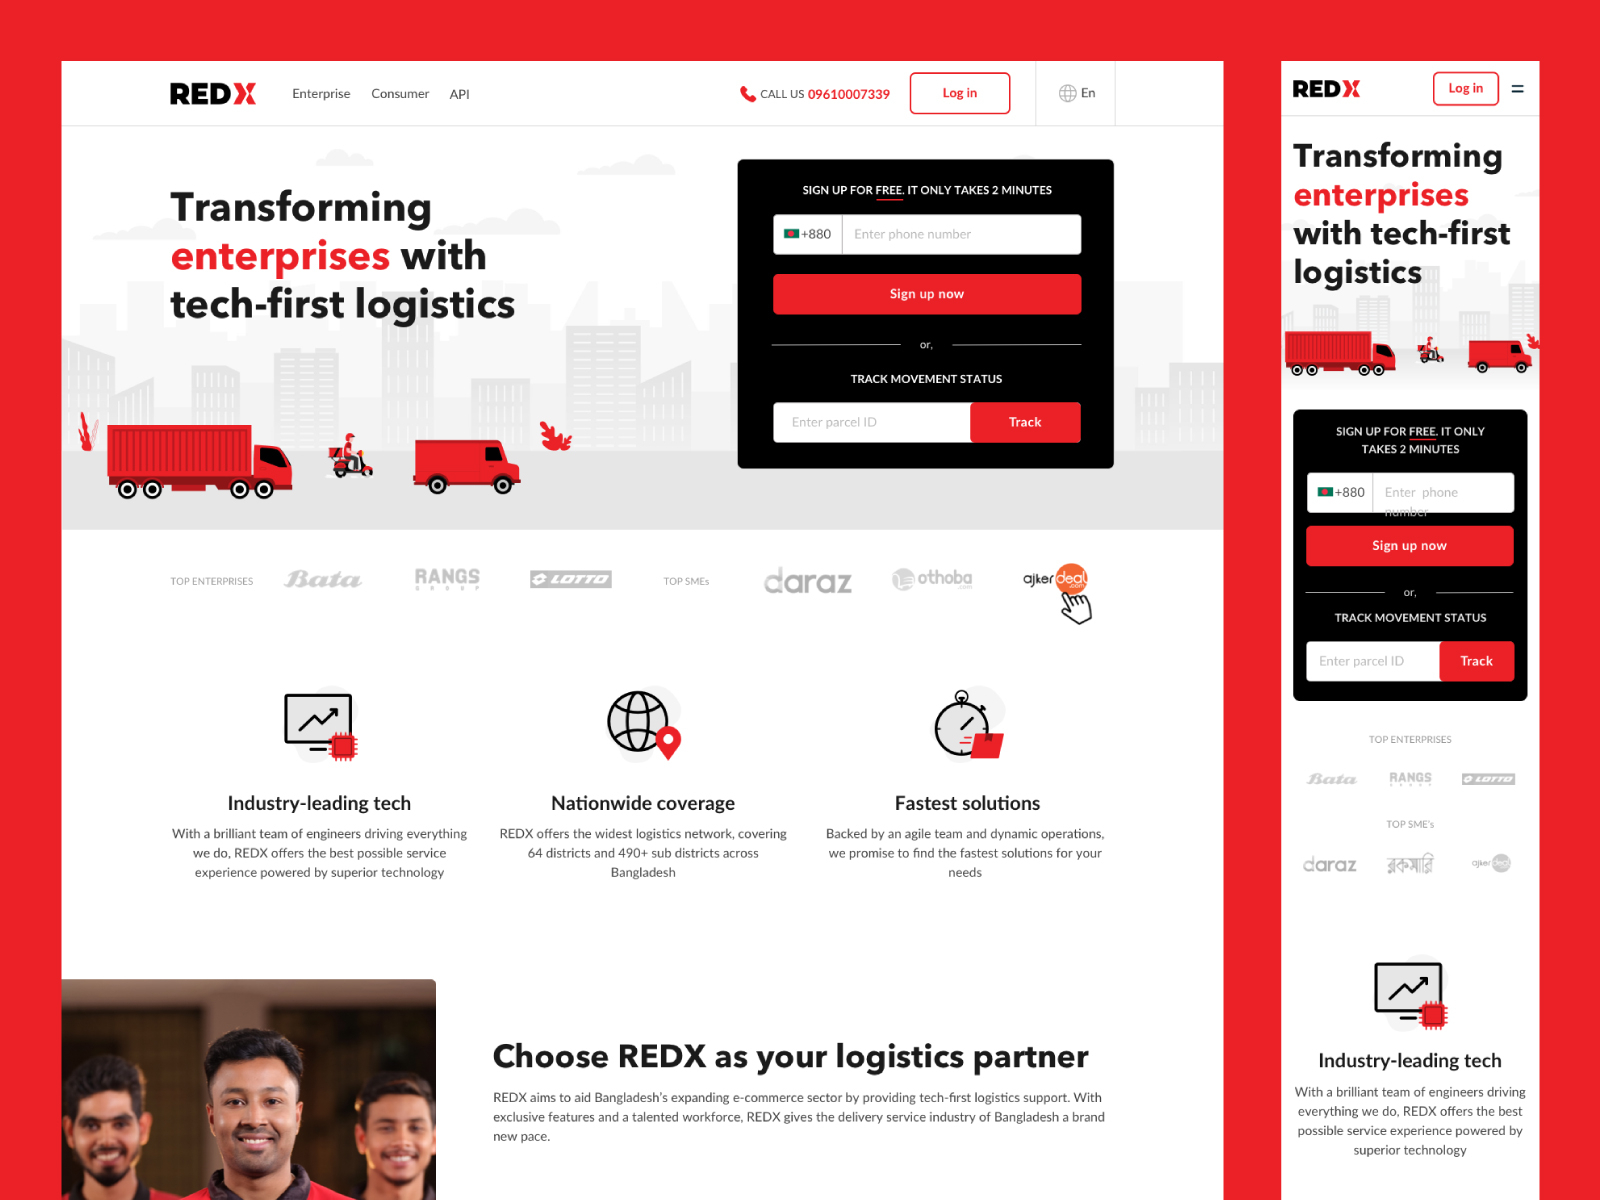 REDX
Enterprise Consumer API
CALL US 09610007339
Log in
En
Transforming
enterprises with
tech-first logistics
SIGN UP FOR FREE. IT ONLY TAKES 2 MINUTES
+880 Enter phone number
Sign up now
or,
TRACK MOVEMENT STATUS
Enter parcel ID Track
TOP ENTERPRISES Bata RANGS LOTTO TOP SMEs daraz othoba .com ajkerdeal .com
Industry-leading tech
With a brilliant team of engineers driving everything
we do, REDX offers the best possible service
experience powered by superior technology
Nationwide coverage
REDX offers the widest logistics network, covering
64 districts and 490+ sub districts across
Bangladesh
Fastest solutions
Backed by an agile team and dynamic operations,
we promise to find the fastest solutions for your
needs
Choose REDX as your logistics partner
REDX aims to aid Bangladesh's expanding e-commerce sector by providing tech-first logistics support. With
exclusive features and a talented workforce, REDX gives the delivery service industry of Bangladesh a brand
new pace.
REDX Log in
Transforming
enterprises
with tech-first
logistics
SIGN UP FOR FREE. IT ONLY
TAKES 2 MINUTES
+880 Enter phone
number
Sign up now
or,
TRACK MOVEMENT STATUS
Enter parcel ID Track
TOP ENTERPRISES
Bata RANGS LOTTO
TOP SME's
daraz রকমারি ajkerdeal
Industry-leading tech
With a brilliant team of engineers driving
everything we do, REDX offers the best
possible service experience powered by
superior technology